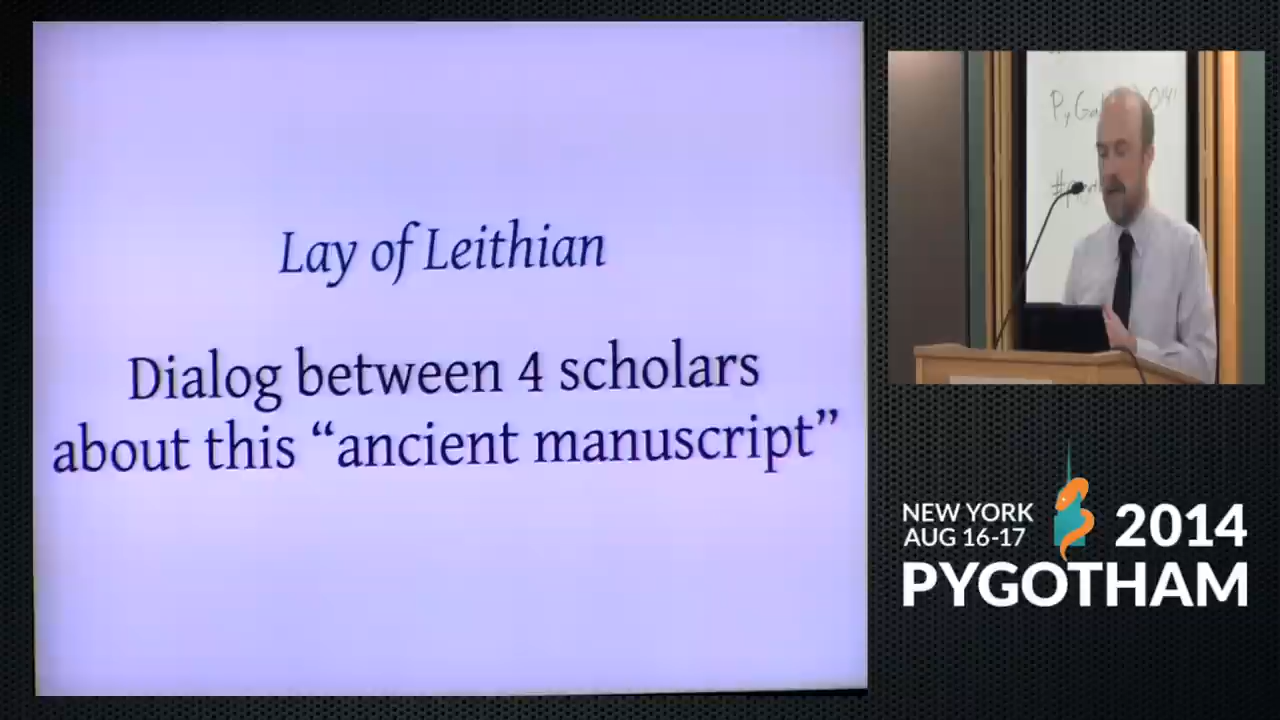 Lay of Leithian
Dialog between 4 scholars
about this “ancient manuscript”
NEW YORK
AUG 16-17
2014
PYGOTHAM